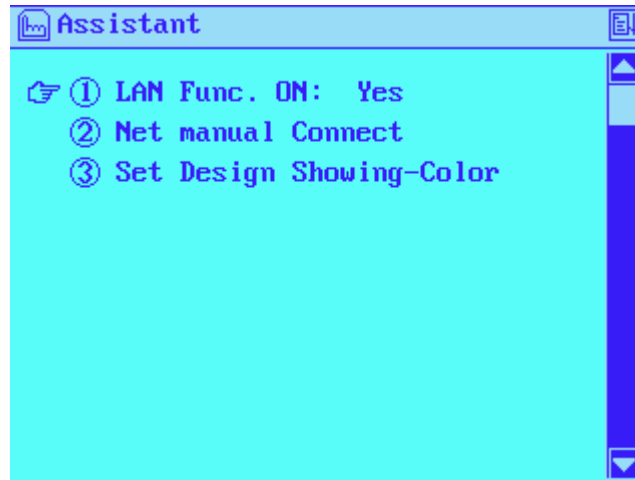 Assistant
① LAN Func. ON: Yes
② Net manual Connect
③ Set Design Showing-Color